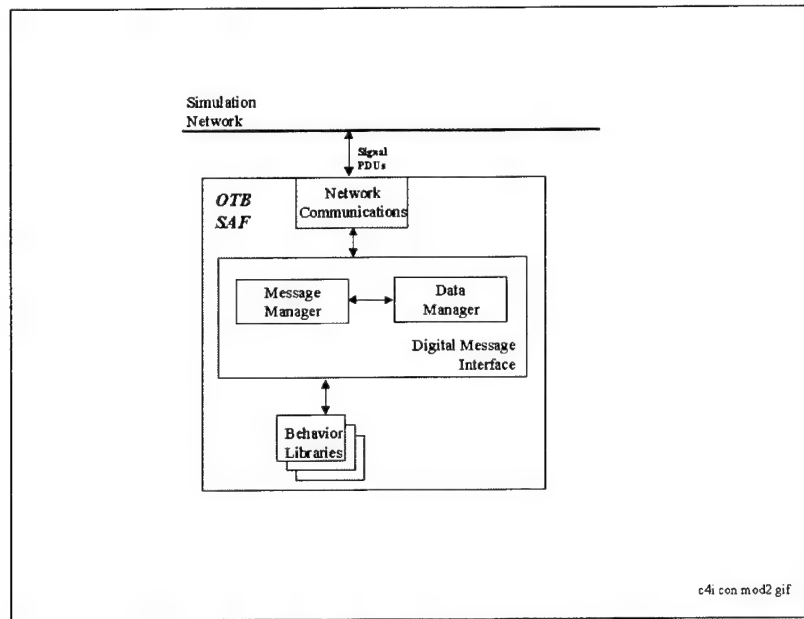 Simulation
Network
Signal
PDUs
OTB
SAF
Network
Communications
Message
Manager
Data
Manager
Digital Message
Interface
Behavior
Libraries
c4i con mod2 gif